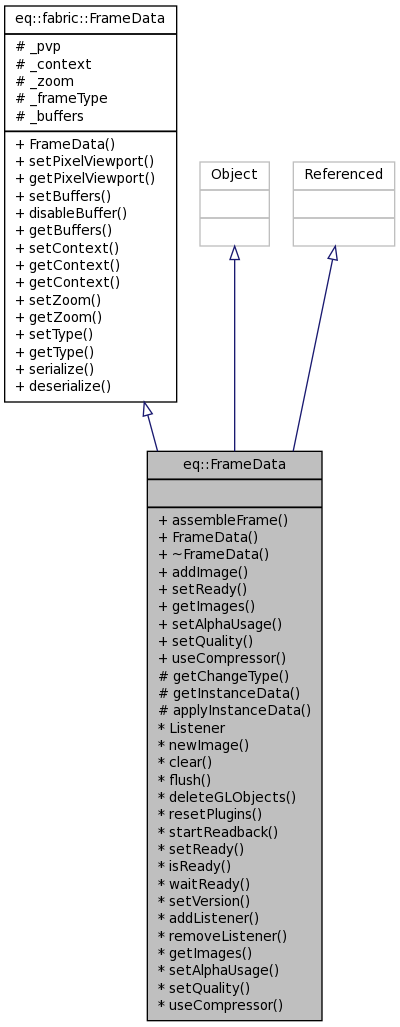 eq::fabric::FrameData
# _pvp
# _context
# _zoom
# _frameType
# _buffers
+ FrameData()
+ setPixelViewport()
+ getPixelViewport()
+ setBuffers()
+ disableBuffer()
+ getBuffers()
+ setContext()
+ getContext()
+ getContext()
+ setZoom()
+ getZoom()
+ setType()
+ getType()
+ serialize()
+ deserialize()
Object
Referenced
eq::FrameData
+ assembleFrame()
+ FrameData()
+ ~FrameData()
+ addImage()
+ setReady()
+ getImages()
+ setAlphaUsage()
+ setQuality()
+ useCompressor()
# getChangeType()
# getInstanceData()
# applyInstanceData()
* Listener
* newImage()
* clear()
* flush()
* deleteGLObjects()
* resetPlugins()
* startReadback()
* setReady()
* isReady()
* waitReady()
* setVersion()
* addListener()
* removeListener()
* getImages()
* setAlphaUsage()
* setQuality()
* useCompressor()